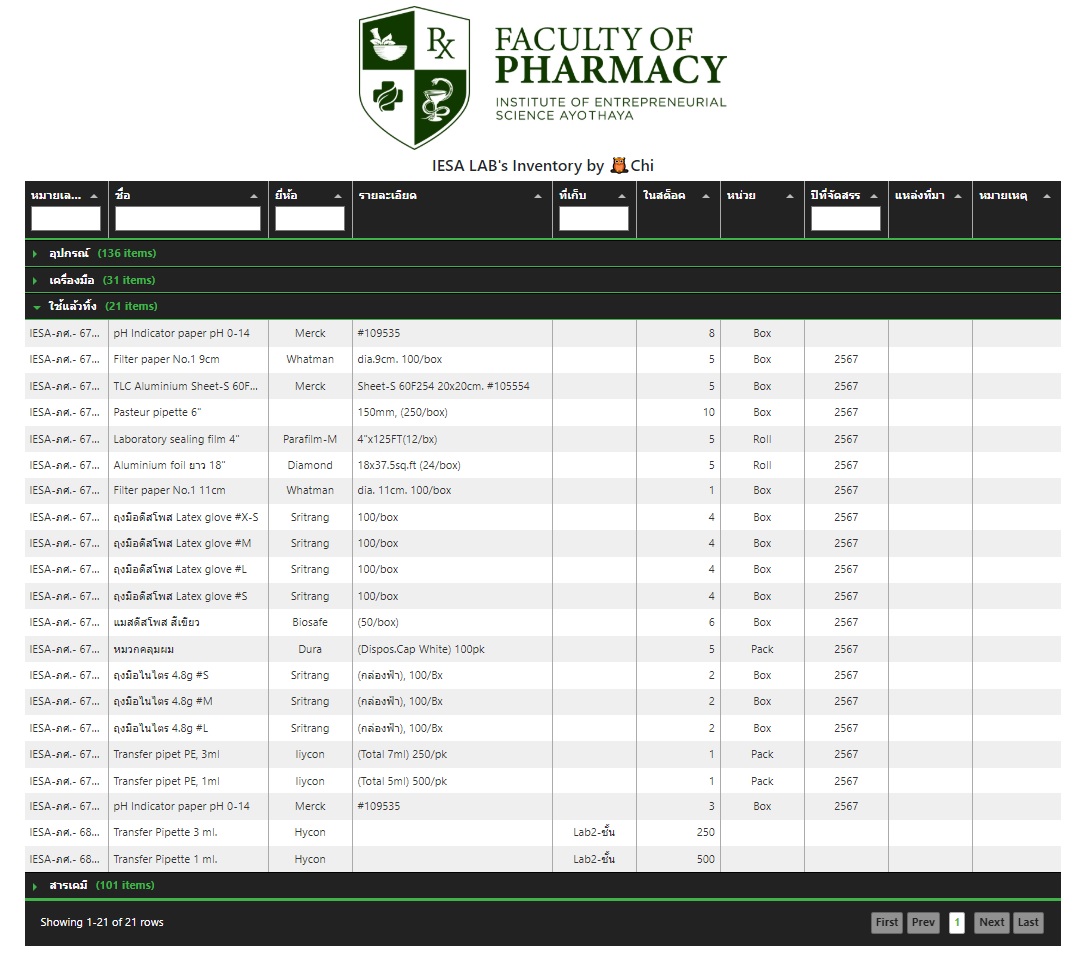 Rx
FACULTY OF
PHARMACY
INSTITUTE OF ENTREPRENEURIAL
SCIENCE AYOTHAYA
IESA LAB's Inventory by Chi
หมายเล... ชื่อ ยี่ห้อ รายละเอียด ที่เก็บ ในสต็อค หน่วย ปีที่จัดสรร แหล่งที่มา หมายเหตุ
อุปกรณ์ (136 items)
เครื่องมือ (31 items)
ใช้แล้วทิ้ง (21 items)
IESA-ภศ.- 67... pH Indicator paper pH 0-14 Merck #109535 8 Box
IESA-ภศ.- 67... Filter paper No.1 9cm Whatman dia.9cm. 100/box 5 Box 2567
IESA-ภศ.- 67... TLC Aluminium Sheet-S 60F... Merck Sheet-S 60F254 20x20cm. #105554 5 Box 2567
IESA-ภศ.- 67... Pasteur pipette 6" 150mm, (250/box) 10 Box 2567
IESA-ภศ.- 67... Laboratory sealing film 4" Parafilm-M 4"x125FT(12/bx) 5 Roll 2567
IESA-ภศ.- 67... Aluminium foil ยาว 18" Diamond 18x37.5sq.ft (24/box) 5 Roll 2567
IESA-ภศ.- 67... Filter paper No.1 11cm Whatman dia. 11cm. 100/box 1 Box 2567
IESA-ภศ.- 67... ถุงมือดิสโพส Latex glove #X-S Sritrang 100/box 4 Box 2567
IESA-ภศ.- 67... ถุงมือดิสโพส Latex glove #M Sritrang 100/box 4 Box 2567
IESA-ภศ.- 67... ถุงมือดิสโพส Latex glove #L Sritrang 100/box 4 Box 2567
IESA-ภศ.- 67... ถุงมือดิสโพส Latex glove #S Sritrang 100/box 4 Box 2567
IESA-ภศ.- 67... แมสดิสโพส สีเขียว Biosafe (50/box) 6 Box 2567
IESA-ภศ.- 67... หมวกคลุมผม Dura (Dispos.Cap White) 100pk 5 Pack 2567
IESA-ภศ.- 67... ถุงมือไนไตร 4.8g #S Sritrang (กล่องฟ้า), 100/Bx 2 Box 2567
IESA-ภศ.- 67... ถุงมือไนไตร 4.8g #M Sritrang (กล่องฟ้า), 100/Bx 2 Box 2567
IESA-ภศ.- 67... ถุงมือไนไตร 4.8g #L Sritrang (กล่องฟ้า), 100/Bx 2 Box 2567
IESA-ภศ.- 67... Transfer pipet PE, 3ml liycon (Total 7ml) 250/pk 1 Pack 2567
IESA-ภศ.- 67... Transfer pipet PE, 1ml liycon (Total 5ml) 500/pk 1 Pack 2567
IESA-ภศ.- 67... pH Indicator paper pH 0-14 Merck #109535 3 Box 2567
IESA-ภศ.- 68... Transfer Pipette 3 ml. Hycon Lab2-ชั้น 250
IESA-ภศ.- 68... Transfer Pipette 1 ml. Hycon Lab2-ชั้น 500
สารเคมี (101 items)
Showing 1-21 of 21 rows First Prev 1 Next Last